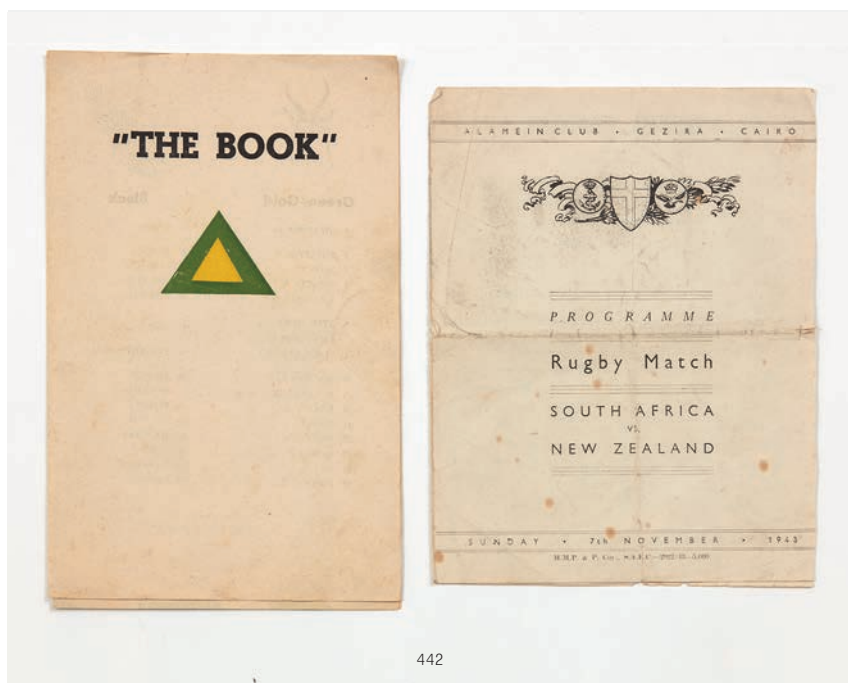 "THE BOOK"
ALAMEIN CLUB • GEZIRA • CAIRO
PROGRAMME
Rugby Match
SOUTH AFRICA
VS.
NEW ZEALAND
SUNDAY • 7th NOVEMBER • 1943
442